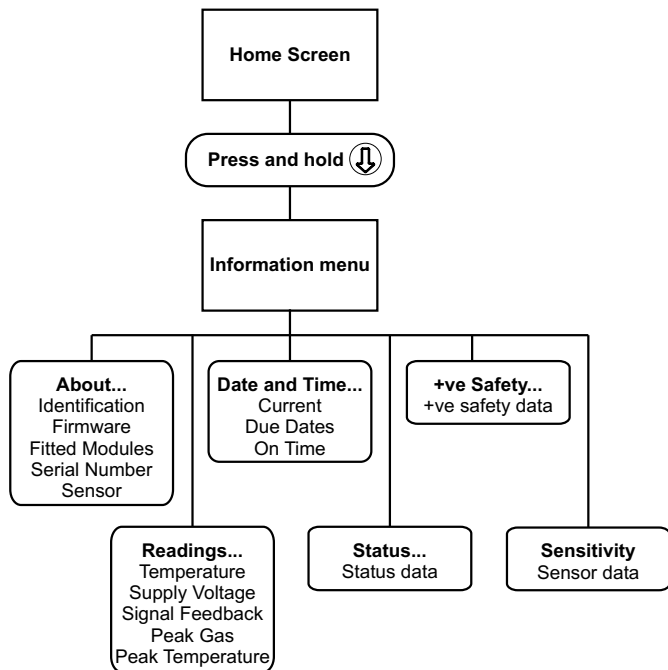 Home Screen
Press and hold
Information menu
About...
Identification
Firmware
Fitted Modules
Serial Number
Sensor
Date and Time...
Current
Due Dates
On Time
+ve Safety...
+ve safety data
Readings...
Temperature
Supply Voltage
Signal Feedback
Peak Gas
Peak Temperature
Status...
Status data
Sensitivity
Sensor data